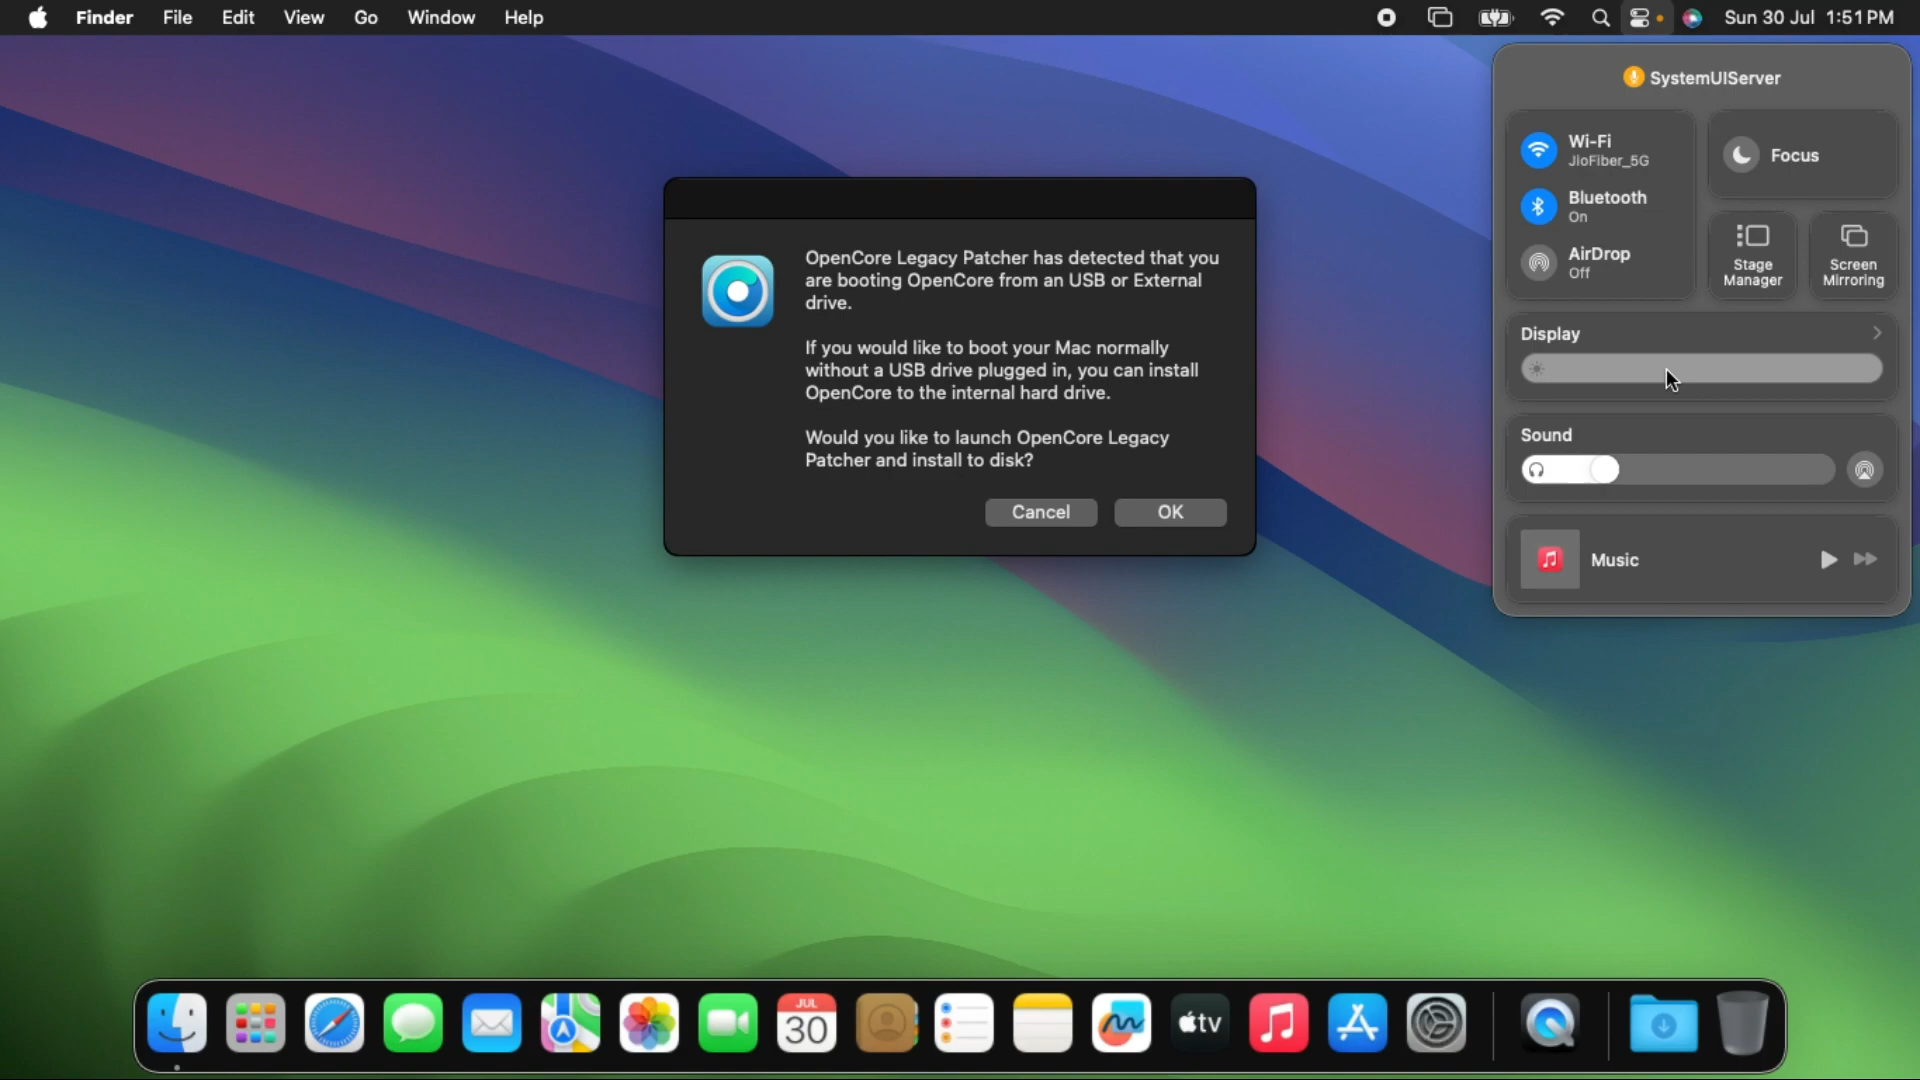 Finder File Edit View Go Window Help
Sun 30 Jul 1:51 PM
SystemUIServer
Wi-Fi
JioFiber_5G
Bluetooth
On
AirDrop
Off
Focus
Stage
Manager
Screen
Mirroring
Display
Sound
Music
OpenCore Legacy Patcher has detected that you
are booting OpenCore from an USB or External
drive.
If you would like to boot your Mac normally
without a USB drive plugged in, you can install
OpenCore to the internal hard drive.
Would you like to launch OpenCore Legacy
Patcher and install to disk?
Cancel
OK
JUL
30
tv